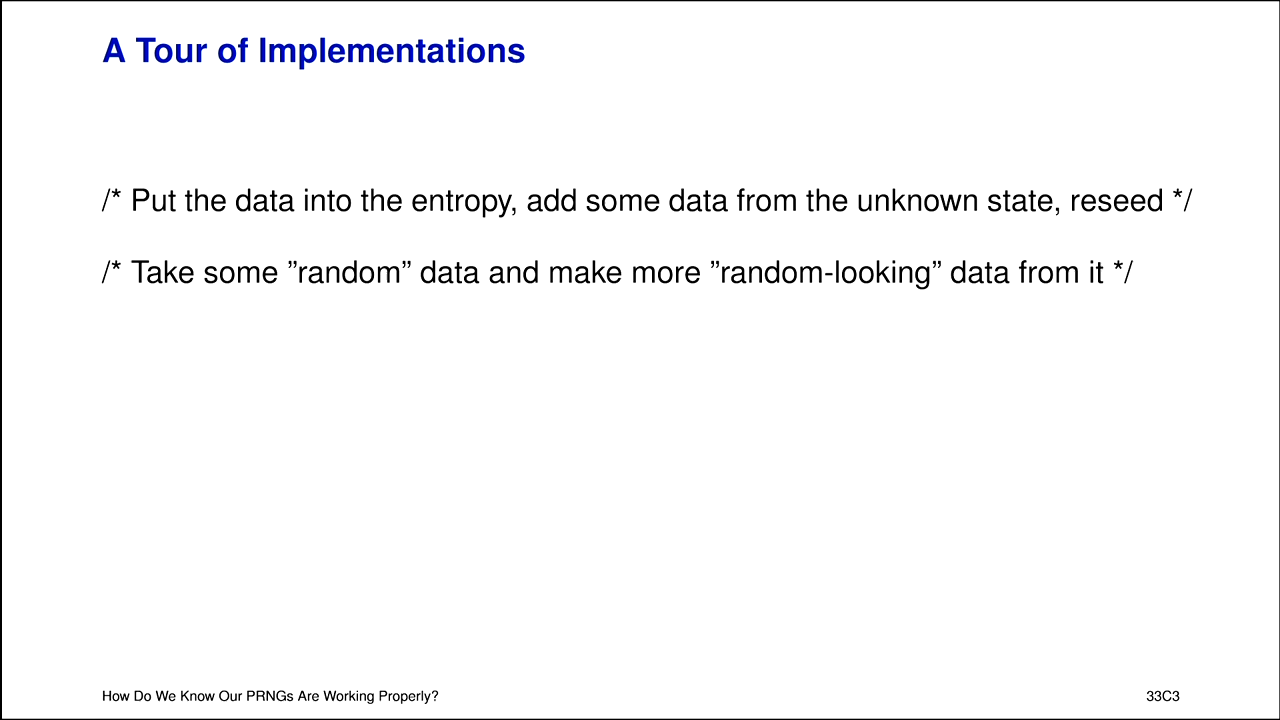 A Tour of Implementations
/* Put the data into the entropy, add some data from the unknown state, reseed */
/* Take some ”random” data and make more ”random-looking” data from it */
How Do We Know Our PRNGs Are Working Properly?
33C3